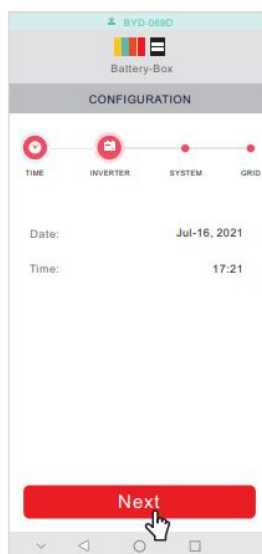 BYD-069D
Battery-Box
CONFIGURATION
TIME INVERTER SYSTEM GRID
Date: Jul-16, 2021
Time: 17:21
Next